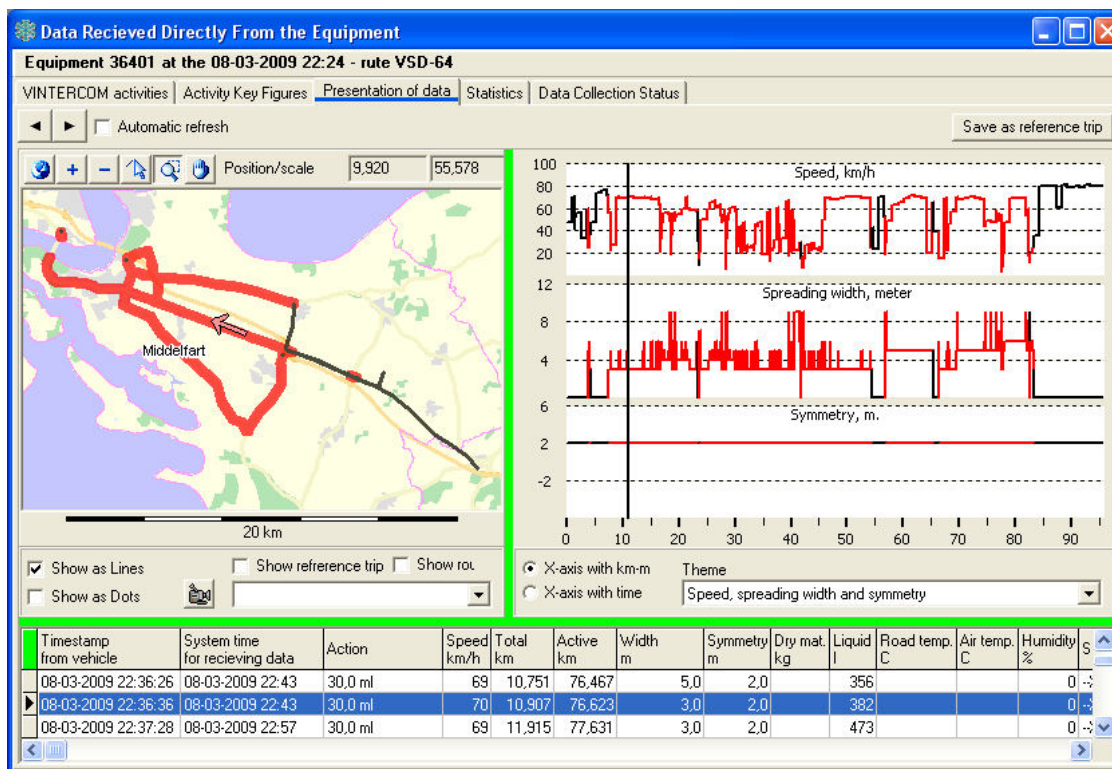 Data Recieved Directly From the Equipment
Equipment 36401 at the 08-03-2009 22:24 - rute VSD-64
VINTERCOM activities Activity Key Figures Presentation of data Statistics Data Collection Status
Automatic refresh Save as reference trip
Position/scale 9,920 55,578
Middelfart
20 km
Speed, km/h
100
80
60
40
20
Spreading width, meter
12
8
4
Symmetry, m.
6
2
-2
0 10 20 30 40 50 60 70 80 90
Show as Lines Show refrerence trip Show rou
Show as Dots
X-axis with km-m Theme
X-axis with time Speed, spreading width and symmetry
Timestamp System time Action Speed Total Active Width Symmetry Dry mat. Liquid Road temp. Air temp. Humidity S
from vehicle for recieving data km/h km km m m kg l C C %
08-03-2009 22:36:26 08-03-2009 22:43 30,0 ml 69 10,751 76,467 5,0 2,0 356 0
08-03-2009 22:36:36 08-03-2009 22:43 30,0 ml 70 10,907 76,623 3,0 2,0 382 0
08-03-2009 22:37:28 08-03-2009 22:57 30,0 ml 69 11,915 77,631 3,0 2,0 473 0